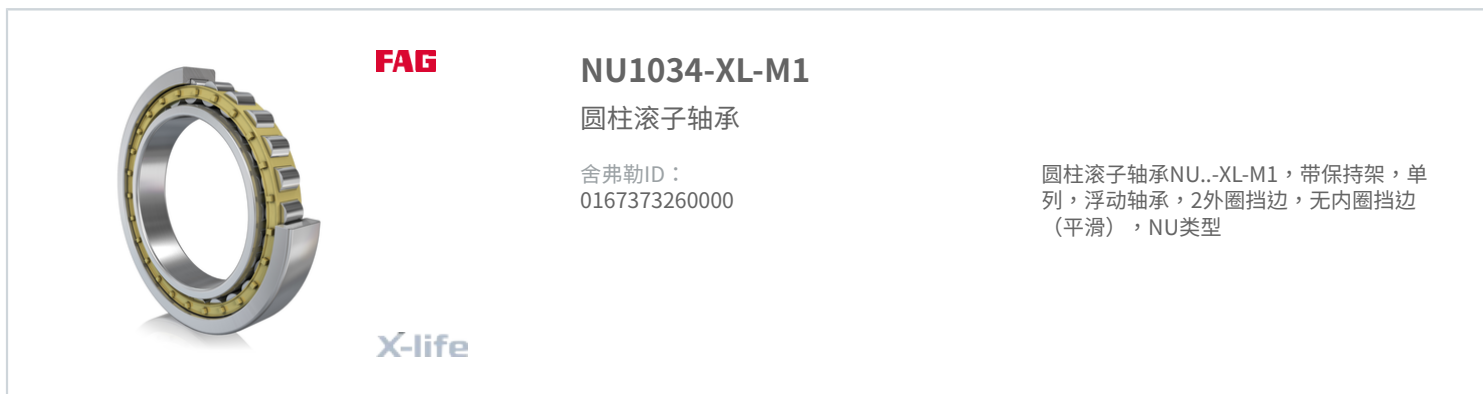 FAG
NU1034-XL-M1
圆柱滚子轴承
舍弗勒ID：
0167373260000
圆柱滚子轴承NU..-XL-M1，带保持架，单
列，浮动轴承，2外圈挡边，无内圈挡边
（平滑），NU类型
X-life